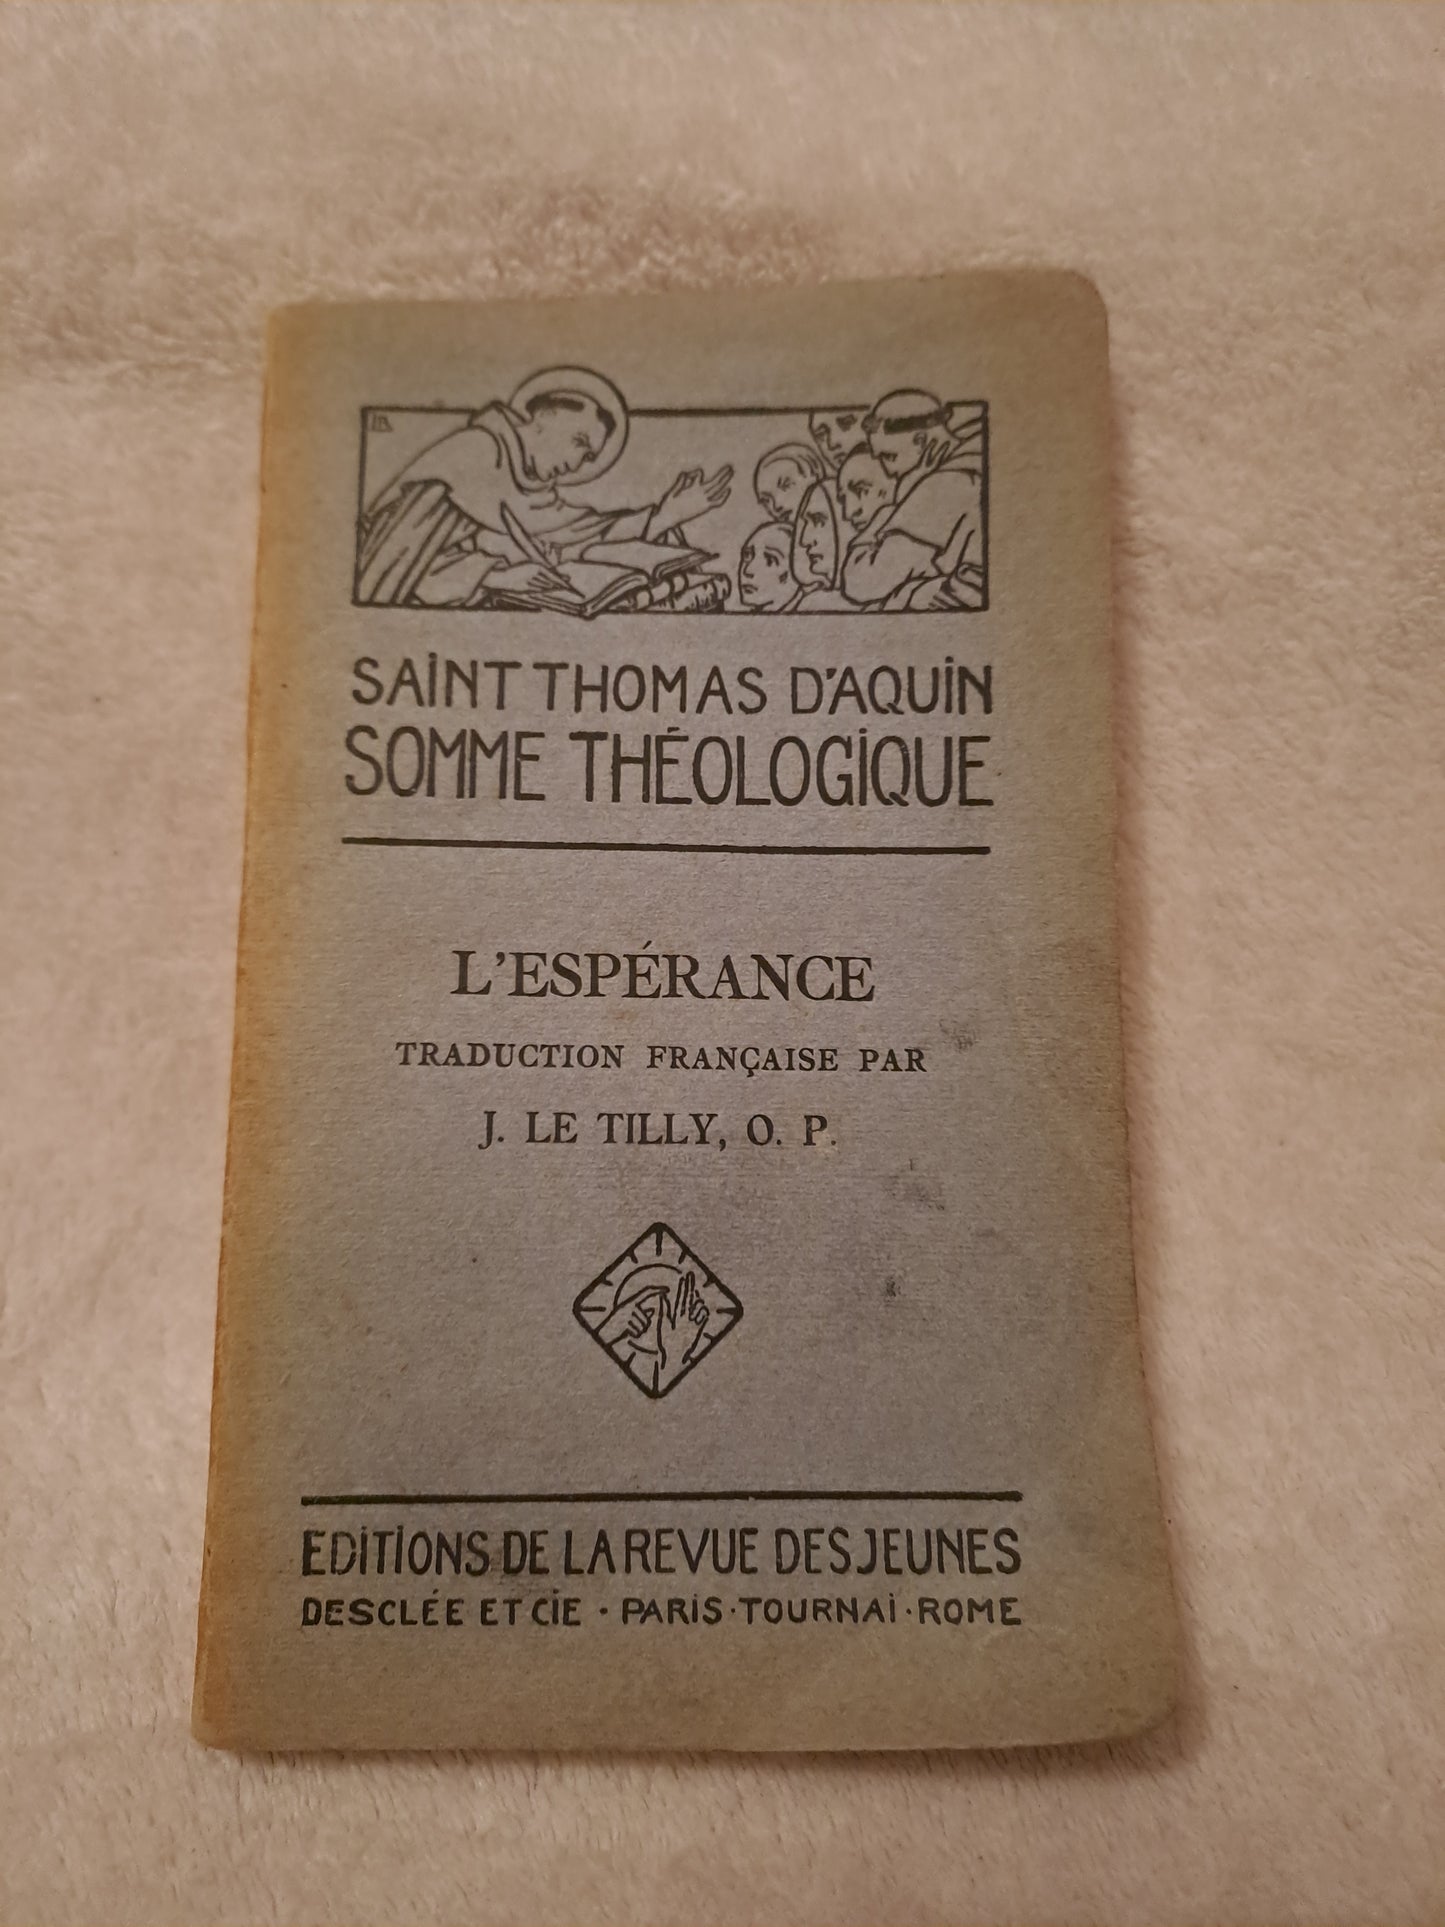 SAINT THOMAS D'AQUIN
SOMME THÉOLOGIQUE
L'ESPÉRANCE
TRADUCTION FRANÇAISE PAR
J. LE TILLY, O. P.
EDITIONS DE LA REVUE DES JEUNES
DESCLÉE ET CIE · PARIS · TOURNAI · ROME